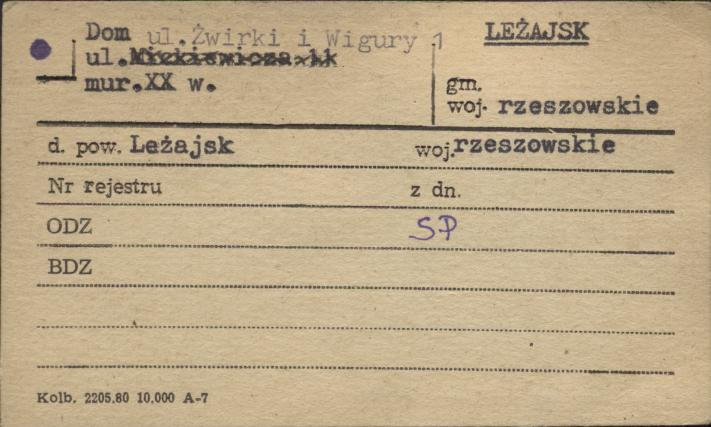 Dom ul.Żwirki i Wigury 1
LEŻAJSK
ul.Mickiewicza
mur.XX w.
gm.
woj. rzeszowskie
d. pow. Leżajsk woj.rzeszowskie
Nr rejestru z dn.
ODZ SP
BDZ
Kolb. 2205.80 10.000 A-7